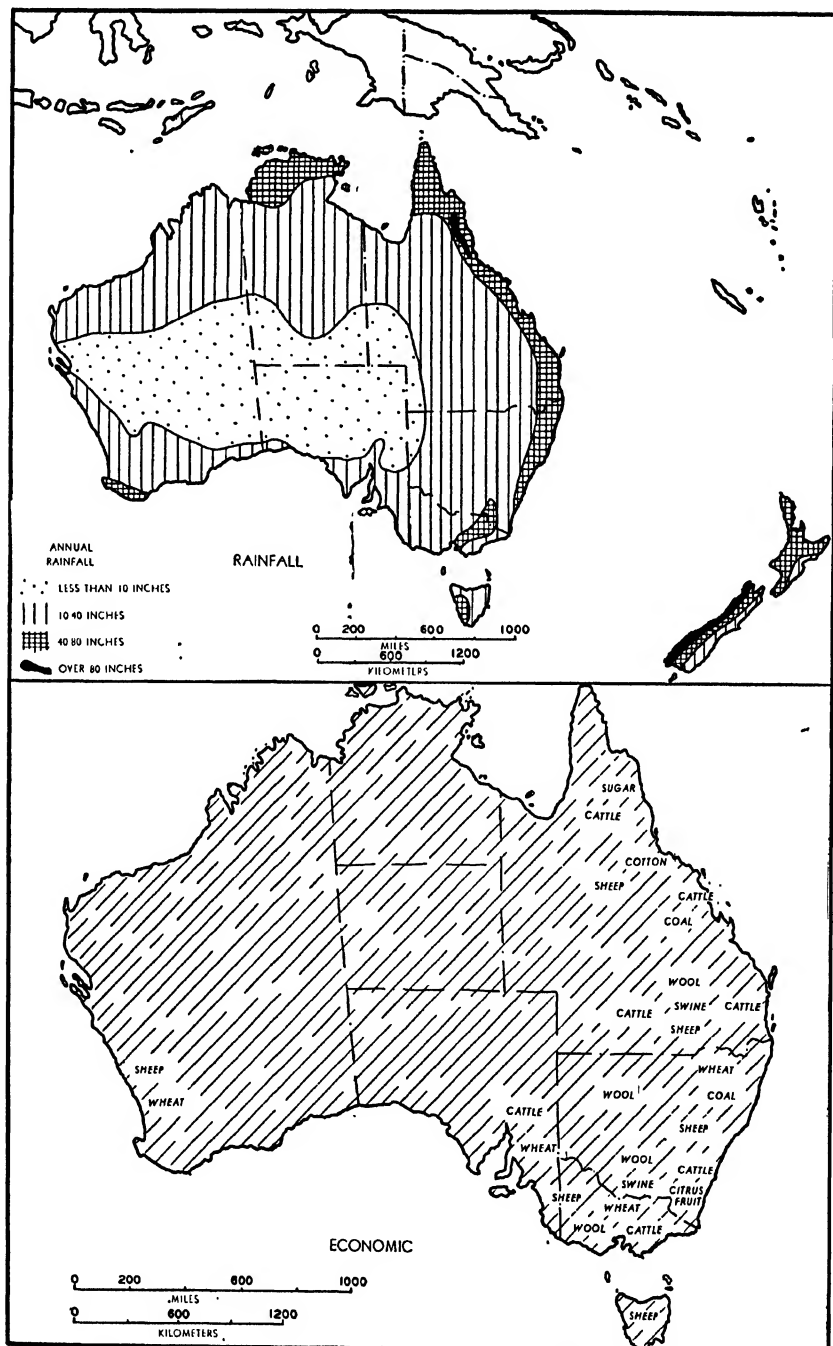 ANNUAL
RAINFALL
RAINFALL
LESS THAN 10 INCHES
10 40 INCHES
40 80 INCHES
OVER 80 INCHES
0 200 600 1000
MILES
0 600 1200
KILOMETERS
SUGAR
CATTLE
COTTON
SHEEP
CATTLE
COAL
WOOL
CATTLE SWINE CATTLE
SHEEP
WHEAT
WOOL COAL
SHEEP WHEAT
SHEEP
CATTLE
WHEAT
WOOL
CATTLE
SWINE
CITRUS
FRUIT
SHEEP
WHEAT
WOOL CATTLE
ECONOMIC
0 200 600 1000
MILES
0 600 1200
KILOMETERS
SHEEP